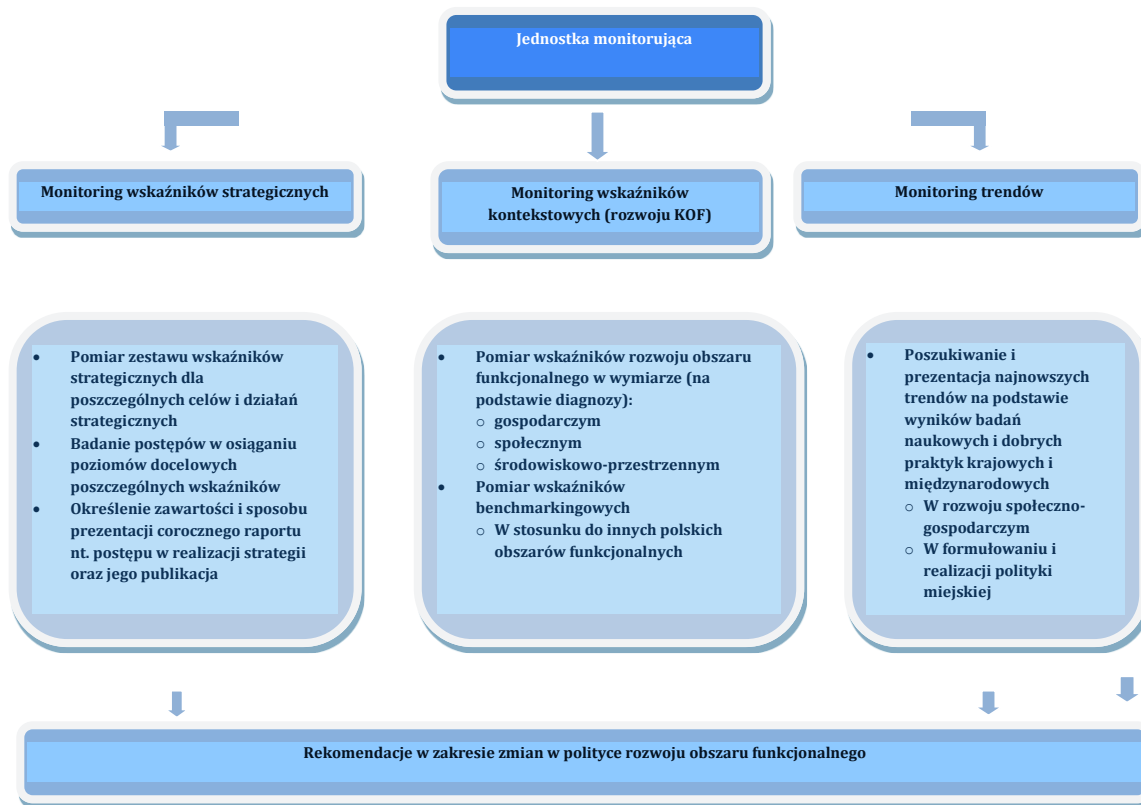 Jednostka monitorująca
Monitoring wskaźników strategicznych
Monitoring wskaźników
kontekstowych (rozwoju KOF)
Monitoring trendów
• Pomiar zestawu wskaźników
strategicznych dla
poszczególnych celów i działań
strategicznych
• Badanie postępów w osiąganiu
poziomów docelowych
poszczególnych wskaźników
• Określenie zawartości i sposobu
prezentacji corocznego raportu
nt. postępu w realizacji strategii
oraz jego publikacja
• Pomiar wskaźników rozwoju obszaru
funkcjonalnego w wymiarze (na
podstawie diagnozy):
o gospodarczym
o społecznym
o środowiskowo-przestrzennym
• Pomiar wskaźników
benchmarkingowych
o W stosunku do innych polskich
obszarów funkcjonalnych
• Poszukiwanie i
prezentacja najnowszych
trendów na podstawie
wyników badań
naukowych i dobrych
praktyk krajowych i
międzynarodowych
o W rozwoju społeczno-
gospodarczym
o W formułowaniu i
realizacji polityki
miejskiej
Rekomendacje w zakresie zmian w polityce rozwoju obszaru funkcjonalnego